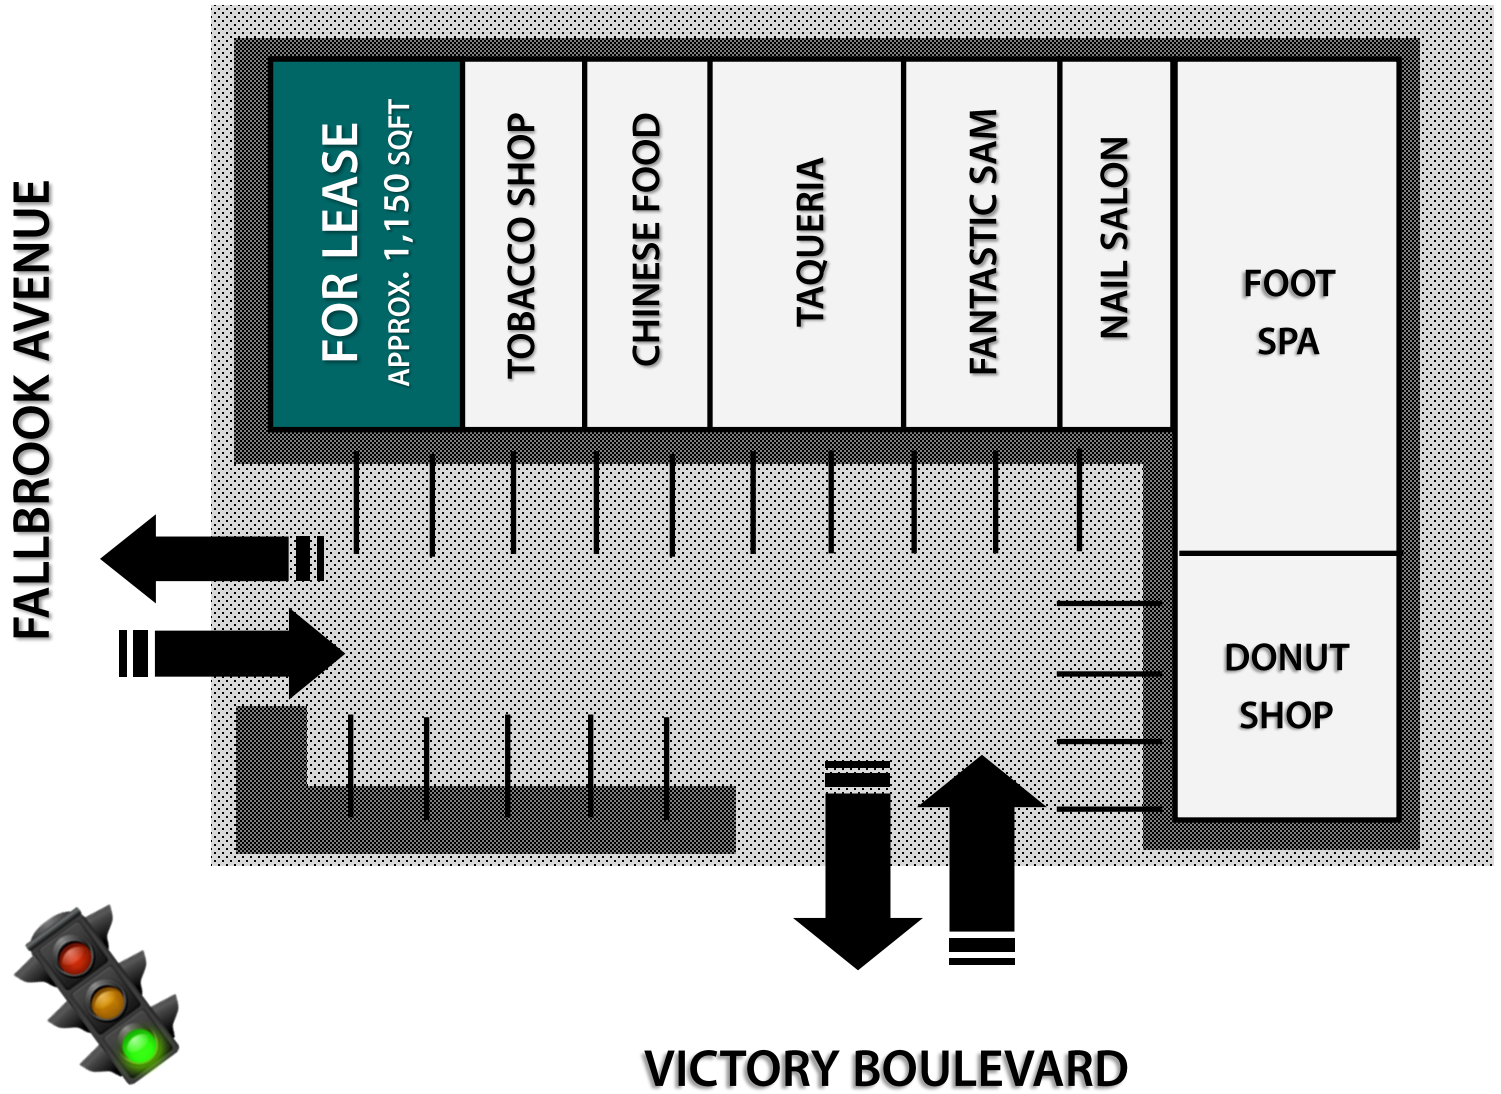 FALLBROOK AVENUE
FOR LEASE
APPROX. 1,150 SQFT
TOBACCO SHOP
CHINESE FOOD
TAQUERIA
FANTASTIC SAM
NAIL SALON
FOOT
SPA
DONUT
SHOP
VICTORY BOULEVARD